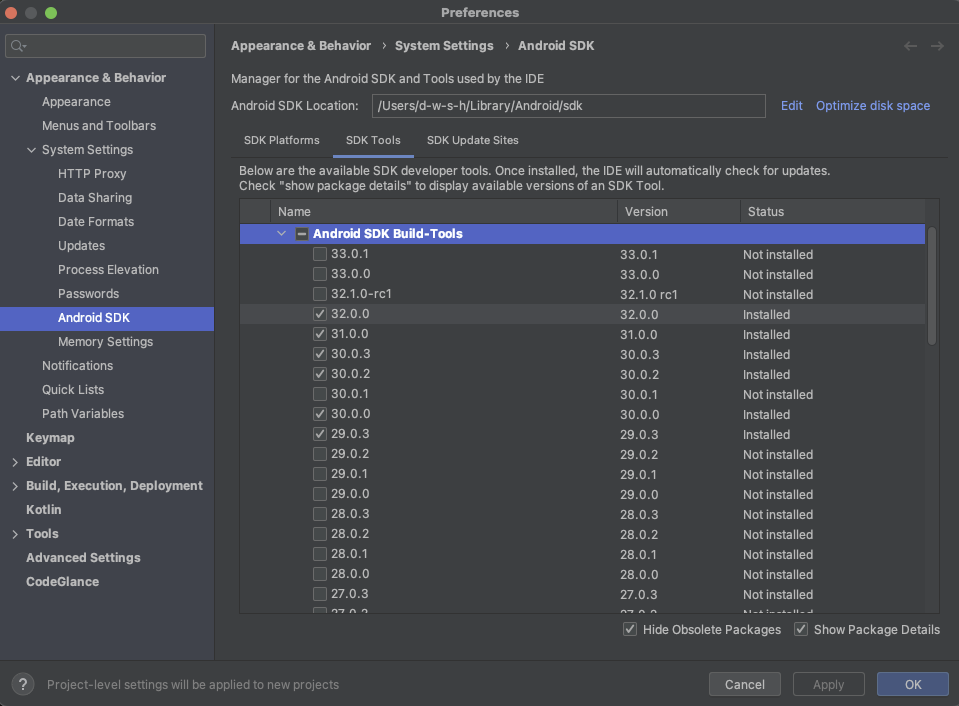 Preferences
Appearance & Behavior
Appearance
Menus and Toolbars
System Settings
HTTP Proxy
Data Sharing
Date Formats
Updates
Process Elevation
Passwords
Android SDK
Memory Settings
Notifications
Quick Lists
Path Variables
Keymap
Editor
Build, Execution, Deployment
Kotlin
Tools
Advanced Settings
CodeGlance
Appearance & Behavior › System Settings › Android SDK
Manager for the Android SDK and Tools used by the IDE
Android SDK Location: /Users/d-w-s-h/Library/Android/sdk Edit Optimize disk space
SDK Platforms SDK Tools SDK Update Sites
Below are the available SDK developer tools. Once installed, the IDE will automatically check for updates.
Check "show package details" to display available versions of an SDK Tool.
Name Version Status
Android SDK Build-Tools
33.0.1 33.0.1 Not installed
33.0.0 33.0.0 Not installed
32.1.0-rc1 32.1.0 rc1 Not installed
32.0.0 32.0.0 Installed
31.0.0 31.0.0 Installed
30.0.3 30.0.3 Installed
30.0.2 30.0.2 Installed
30.0.1 30.0.1 Not installed
30.0.0 30.0.0 Installed
29.0.3 29.0.3 Installed
29.0.2 29.0.2 Not installed
29.0.1 29.0.1 Not installed
29.0.0 29.0.0 Not installed
28.0.3 28.0.3 Not installed
28.0.2 28.0.2 Not installed
28.0.1 28.0.1 Not installed
28.0.0 28.0.0 Not installed
27.0.3 27.0.3 Not installed
Hide Obsolete Packages Show Package Details
? Project-level settings will be applied to new projects
Cancel Apply OK